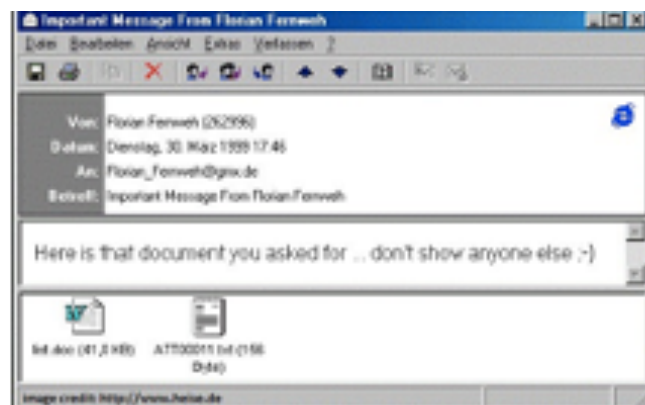 Important Message From Florian Fernweh
Datei Bearbeiten Ansicht Extras Verfassen ?
Von: Florian Fernweh (262996)
Datum: Dienstag, 30. März 1999 17:46
An: Florian_Fernweh@gmx.de
Betreff: Important Message From Florian Fernweh
Here is that document you asked for ... don't show anyone else ;-)
list.doc (41,0 KB) ATT00011.txt (156
Byte)
image credit: http://www.heise.de